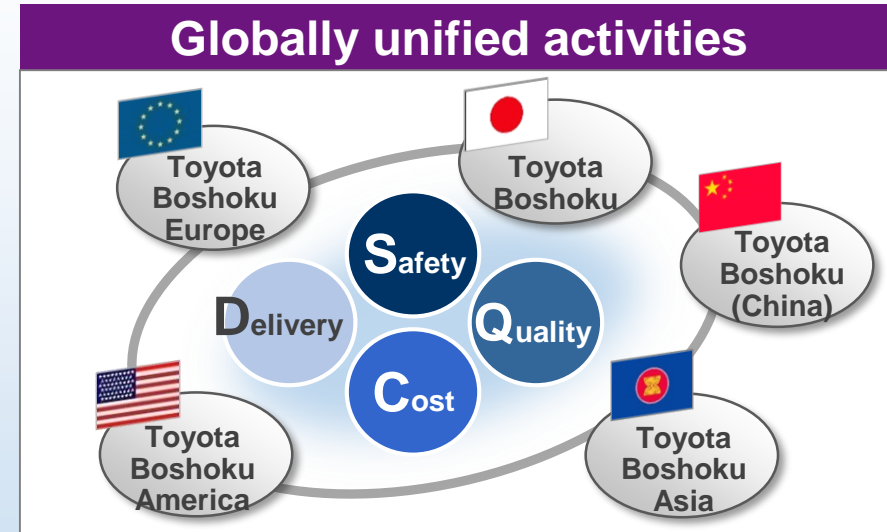 Globally unified activities
Toyota
Boshoku
Europe
Toyota
Boshoku
Toyota
Boshoku
(China)
Safety
Delivery
Quality
Cost
Toyota
Boshoku
America
Toyota
Boshoku
Asia